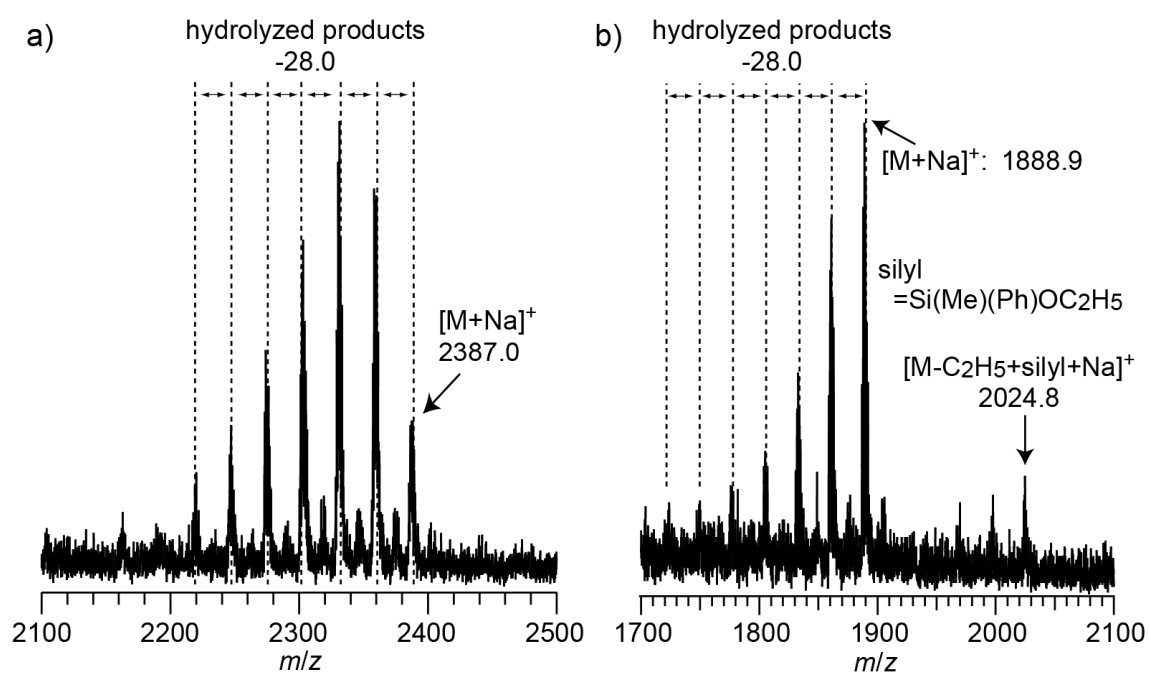 a)
hydrolyzed products
-28.0
[M+Na]+
2387.0
2100 2200 2300 2400 2500
m/z
b)
hydrolyzed products
-28.0
[M+Na]+: 1888.9
silyl
=Si(Me)(Ph)OC2H5
[M-C2H5+silyl+Na]+
2024.8
1700 1800 1900 2000 2100
m/z